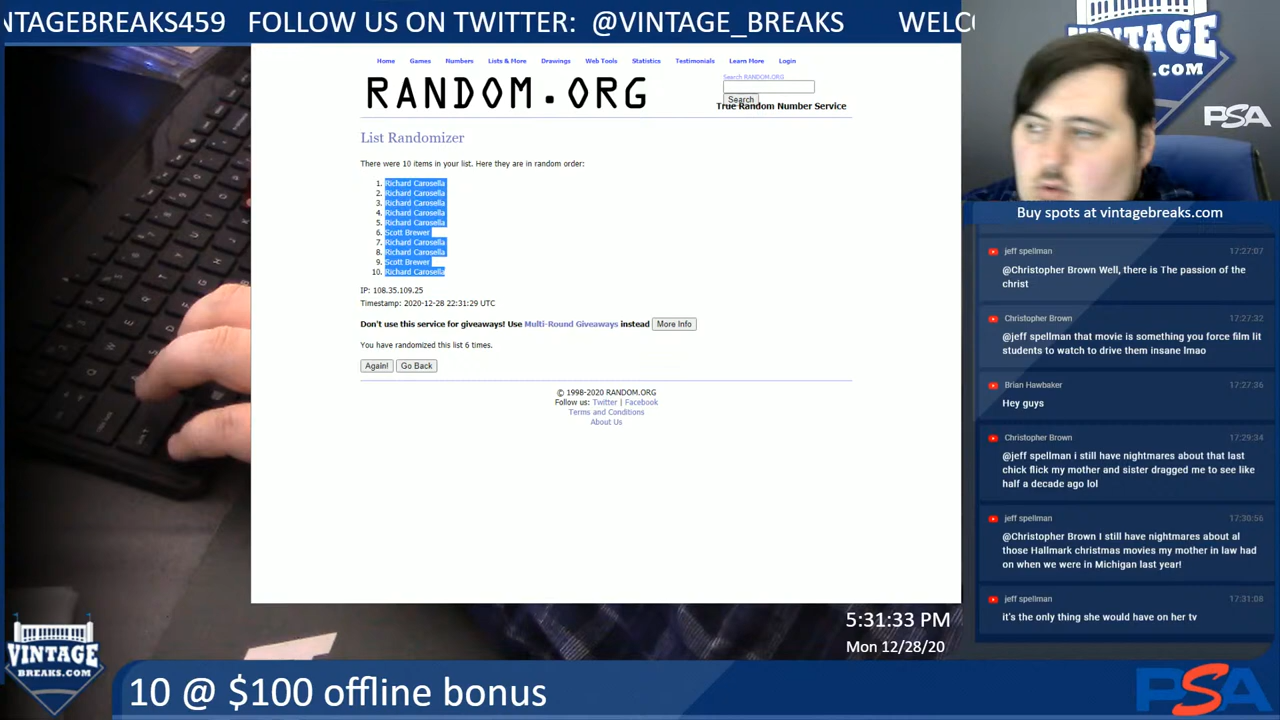 NTAGEBREAKS459 FOLLOW US ON TWITTER: @VINTAGE_BREAKS WELC
VINTAGE
S.COM
PSA
Home Games Numbers Lists & More Drawings Web Tools Statistics Testimonials Learn More Login
RANDOM.ORG
Search RANDOM.ORG
Search
True Random Number Service
List Randomizer
There were 10 items in your list. Here they are in random order:
1. Richard Carosella
2. Richard Carosella
3. Richard Carosella
4. Richard Carosella
5. Richard Carosella
6. Scott Brewer
7. Richard Carosella
8. Richard Carosella
9. Scott Brewer
10. Richard Carosella
IP: 108.35.109.25
Timestamp: 2020-12-28 22:31:29 UTC
Don't use this service for giveaways! Use Multi-Round Giveaways instead More Info
You have randomized this list 6 times.
Again! Go Back
© 1998-2020 RANDOM.ORG
Follow us: Twitter | Facebook
Terms and Conditions
About Us
Buy spots at vintagebreaks.com
jeff spellman 17:27:07
@Christopher Brown Well, there is The passion of the
christ
Christopher Brown 17:27:32
@jeff spellman that movie is something you force film lit
students to watch to drive them insane lmao
Brian Hawbaker 17:27:36
Hey guys
Christopher Brown 17:29:34
@jeff spellman i still have nightmares about that last
chick flick my mother and sister dragged me to see like
half a decade ago lol
jeff spellman 17:30:56
@Christopher Brown I still have nightmares about al
those Hallmark christmas movies my mother in law had
on when we were in Michigan last year!
jeff spellman 17:31:08
it's the only thing she would have on her tv
5:31:33 PM
Mon 12/28/20
VINTAGE
BREAKS.COM
10 @ $100 offline bonus
PSA